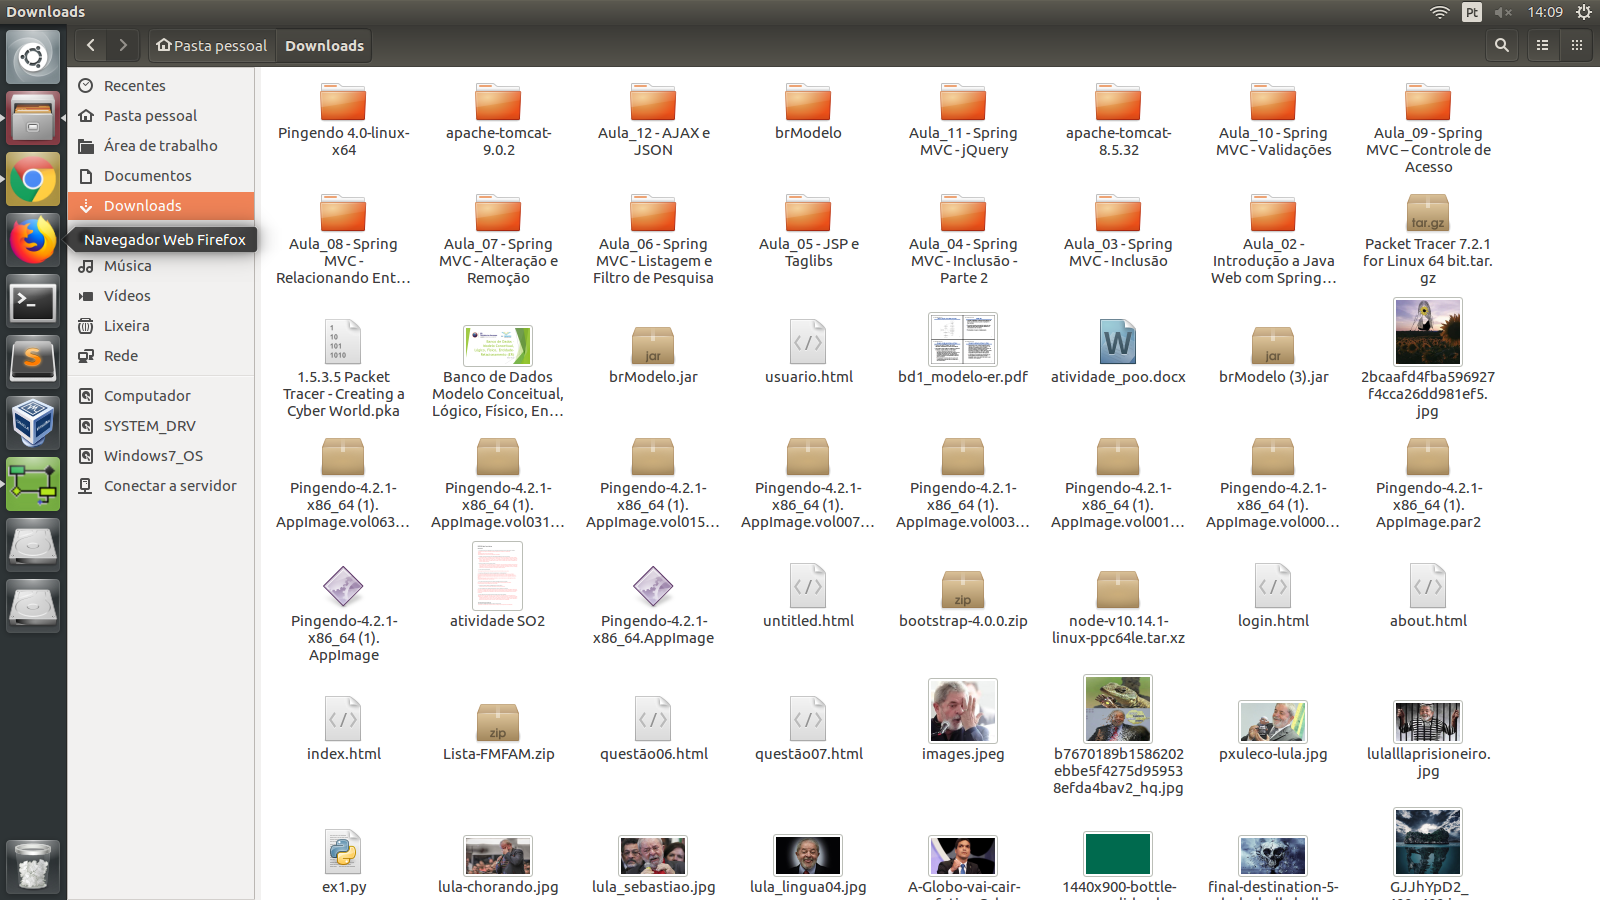 Downloads
Pt
14:09
Pasta pessoal
Downloads
Recentes
Pasta pessoal
Área de trabalho
Documentos
Downloads
Navegador Web Firefox
Música
Vídeos
Lixeira
Rede
Computador
SYSTEM_DRV
Windows7_OS
Conectar a servidor
Pingendo 4.0-linux-
x64
apache-tomcat-
9.0.2
Aula_12 - AJAX e
JSON
brModelo
Aula_11 - Spring
MVC - jQuery
apache-tomcat-
8.5.32
Aula_10 - Spring
MVC - Validações
Aula_09 - Spring
MVC – Controle de
Acesso
Aula_08 - Spring
MVC -
Relacionando Ent...
Aula_07 - Spring
MVC - Alteração e
Remoção
Aula_06 - Spring
MVC - Listagem e
Filtro de Pesquisa
Aula_05 - JSP e
Taglibs
Aula_04 - Spring
MVC - Inclusão -
Parte 2
Aula_03 - Spring
MVC - Inclusão
Aula_02 -
Introdução a Java
Web com Spring...
tar.gz
Packet Tracer 7.2.1
for Linux 64 bit.tar.
gz
1
10
101
1010
1.5.3.5 Packet
Tracer - Creating a
Cyber World.pka
Banco de Dados
Modelo Conceitual,
Lógico, Físico, En...
jar
brModelo.jar
</>
usuario.html
bd1_modelo-er.pdf
W
atividade_poo.docx
jar
brModelo (3).jar
2bcaafd4fba596927
f4cca26dd981ef5.
jpg
Pingendo-4.2.1-
x86_64 (1).
AppImage.vol063...
Pingendo-4.2.1-
x86_64 (1).
AppImage.vol031...
Pingendo-4.2.1-
x86_64 (1).
AppImage.vol015...
Pingendo-4.2.1-
x86_64 (1).
AppImage.vol007...
Pingendo-4.2.1-
x86_64 (1).
AppImage.vol003...
Pingendo-4.2.1-
x86_64 (1).
AppImage.vol001...
Pingendo-4.2.1-
x86_64 (1).
AppImage.vol000...
Pingendo-4.2.1-
x86_64 (1).
AppImage.par2
Pingendo-4.2.1-
x86_64 (1).
AppImage
atividade SO2
Pingendo-4.2.1-
x86_64.AppImage
</>
untitled.html
zip
bootstrap-4.0.0.zip
node-v10.14.1-
linux-ppc64le.tar.xz
</>
login.html
</>
about.html
</>
index.html
zip
Lista-FMFAM.zip
</>
questão06.html
</>
questão07.html
images.jpeg
b7670189b1586202
ebbe5f4275d95953
8efda4bav2_hq.jpg
pxuleco-lula.jpg
lulalllaprisioneiro.
jpg
ex1.py
lula-chorando.jpg
lula_sebastiao.jpg
lula_lingua04.jpg
A-Globo-vai-cair-
1440x900-bottle-
final-destination-5-
GJJhYpD2_